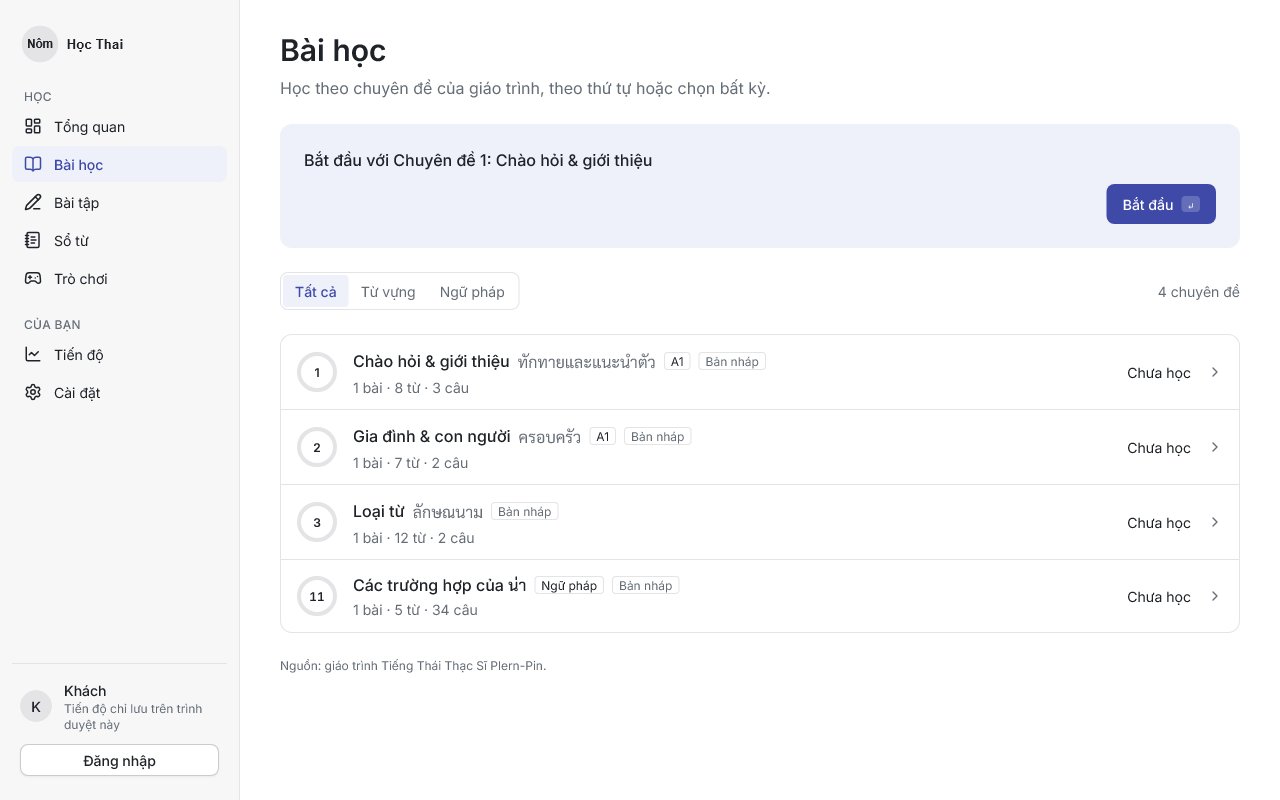 Nôm Học Thai
HỌC
Tổng quan
Bài học
Bài tập
Sổ từ
Trò chơi
CỦA BẠN
Tiến độ
Cài đặt
K
Khách
Tiến độ chỉ lưu trên trình
duyệt này
Đăng nhập
Bài học
Học theo chuyên đề của giáo trình, theo thứ tự hoặc chọn bất kỳ.
Bắt đầu với Chuyên đề 1: Chào hỏi & giới thiệu
Bắt đầu ↵
Tất cả Từ vựng Ngữ pháp 4 chuyên đề
1 Chào hỏi & giới thiệu ทักทายและแนะนำตัว A1 Bản nháp Chưa học
1 bài · 8 từ · 3 câu
2 Gia đình & con người ครอบครัว A1 Bản nháp Chưa học
1 bài · 7 từ · 2 câu
3 Loại từ ลักษณนาม Bản nháp Chưa học
1 bài · 12 từ · 2 câu
11 Các trường hợp của น่า Ngữ pháp Bản nháp Chưa học
1 bài · 5 từ · 34 câu
Nguồn: giáo trình Tiếng Thái Thạc Sĩ Plern-Pin.